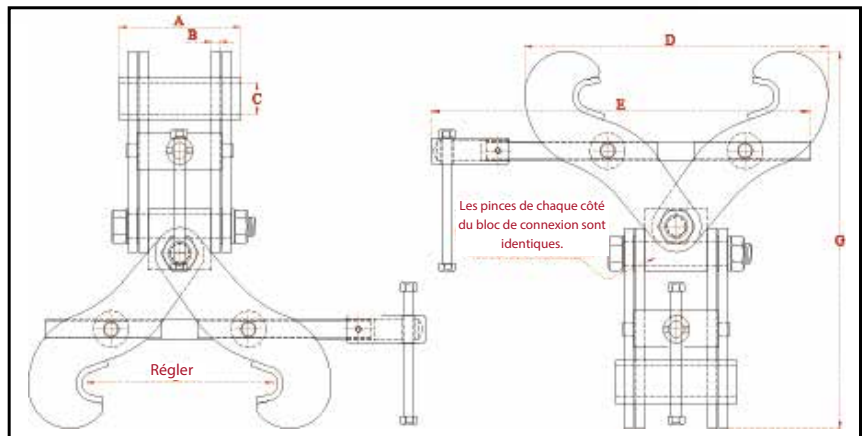 A
B
C
Régler
D
E
Les pinces de chaque côté
du bloc de connexion sont
identiques.
G